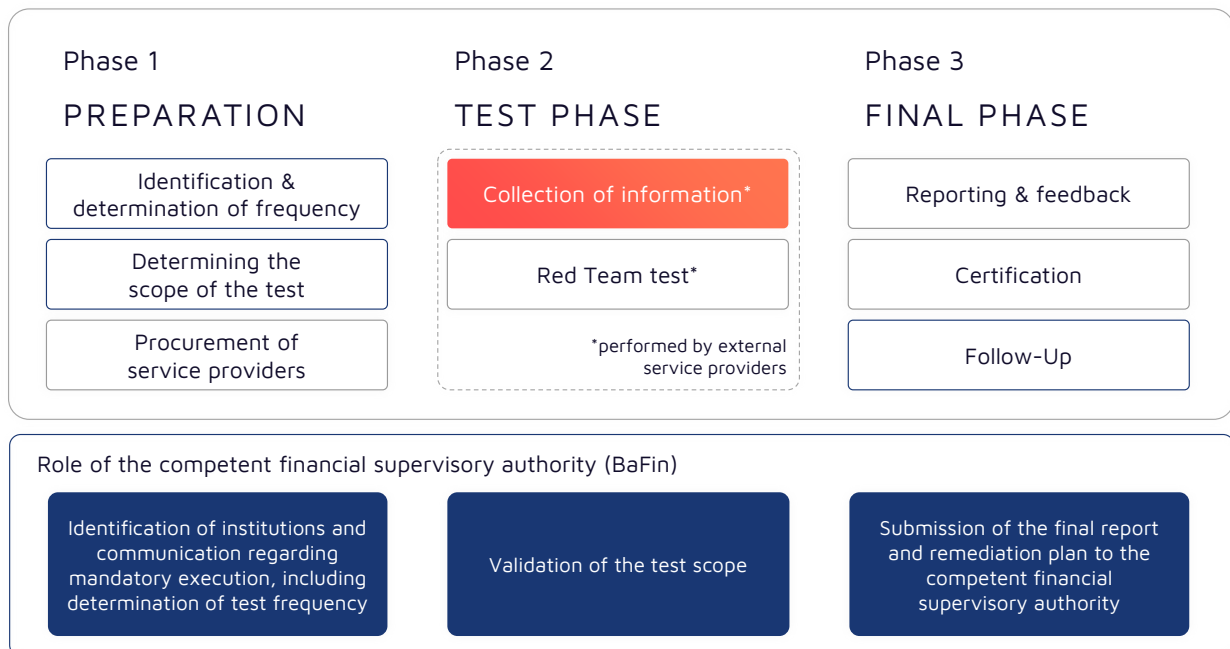 Phase 1
PREPARATION
Identification &
determination of frequency
Determining the
scope of the test
Procurement of
service providers
Phase 2
TEST PHASE
Collection of information*
Red Team test*
*performed by external
service providers
Phase 3
FINAL PHASE
Reporting & feedback
Certification
Follow-Up
Role of the competent financial supervisory authority (BaFin)
Identification of institutions and
communication regarding
mandatory execution, including
determination of test frequency
Validation of the test scope
Submission of the final report
and remediation plan to the
competent financial
supervisory authority